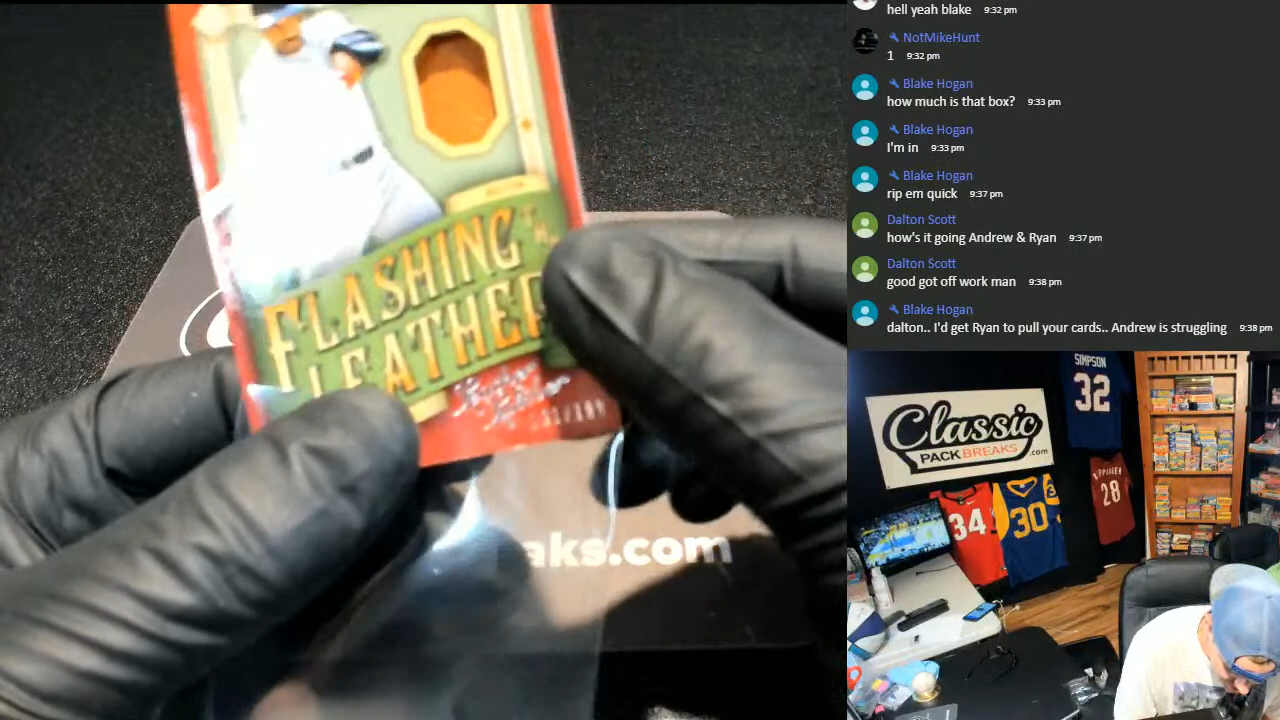 hell yeah blake 9:32 pm
NotMikeHunt
1 9:32 pm
Blake Hogan
how much is that box? 9:33 pm
Blake Hogan
I'm in 9:33 pm
Blake Hogan
rip em quick 9:37 pm
Dalton Scott
how's it going Andrew & Ryan 9:37 pm
Dalton Scott
good got off work man 9:38 pm
Blake Hogan
dalton.. I'd get Ryan to pull your cards.. Andrew is struggling 9:38 pm
FLASHING
LEATHER
aks.com
SIMPSON
32
Classic
PACK BREAKS .com
34
30
28